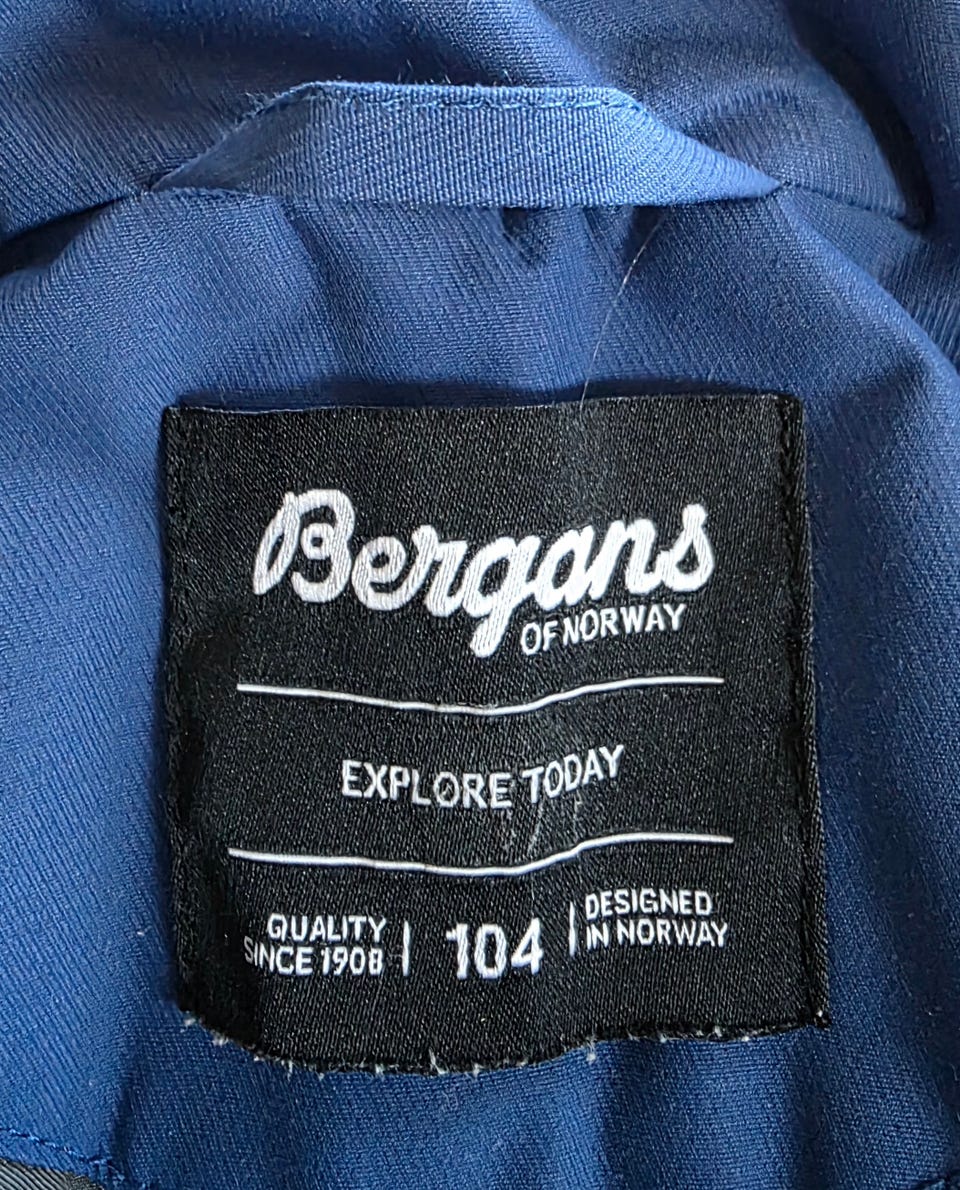 Bergans
OF NORWAY
EXPLORE TODAY
QUALITY
SINCE 1908
104
DESIGNED
IN NORWAY